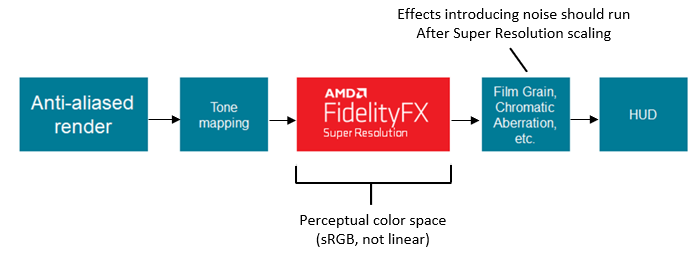 Effects introducing noise should run
After Super Resolution scaling
Anti-aliased
render
Tone
mapping
AMD
FidelityFX
Super Resolution
Film Grain,
Chromatic
Aberration,
etc.
HUD
Perceptual color space
(sRGB, not linear)